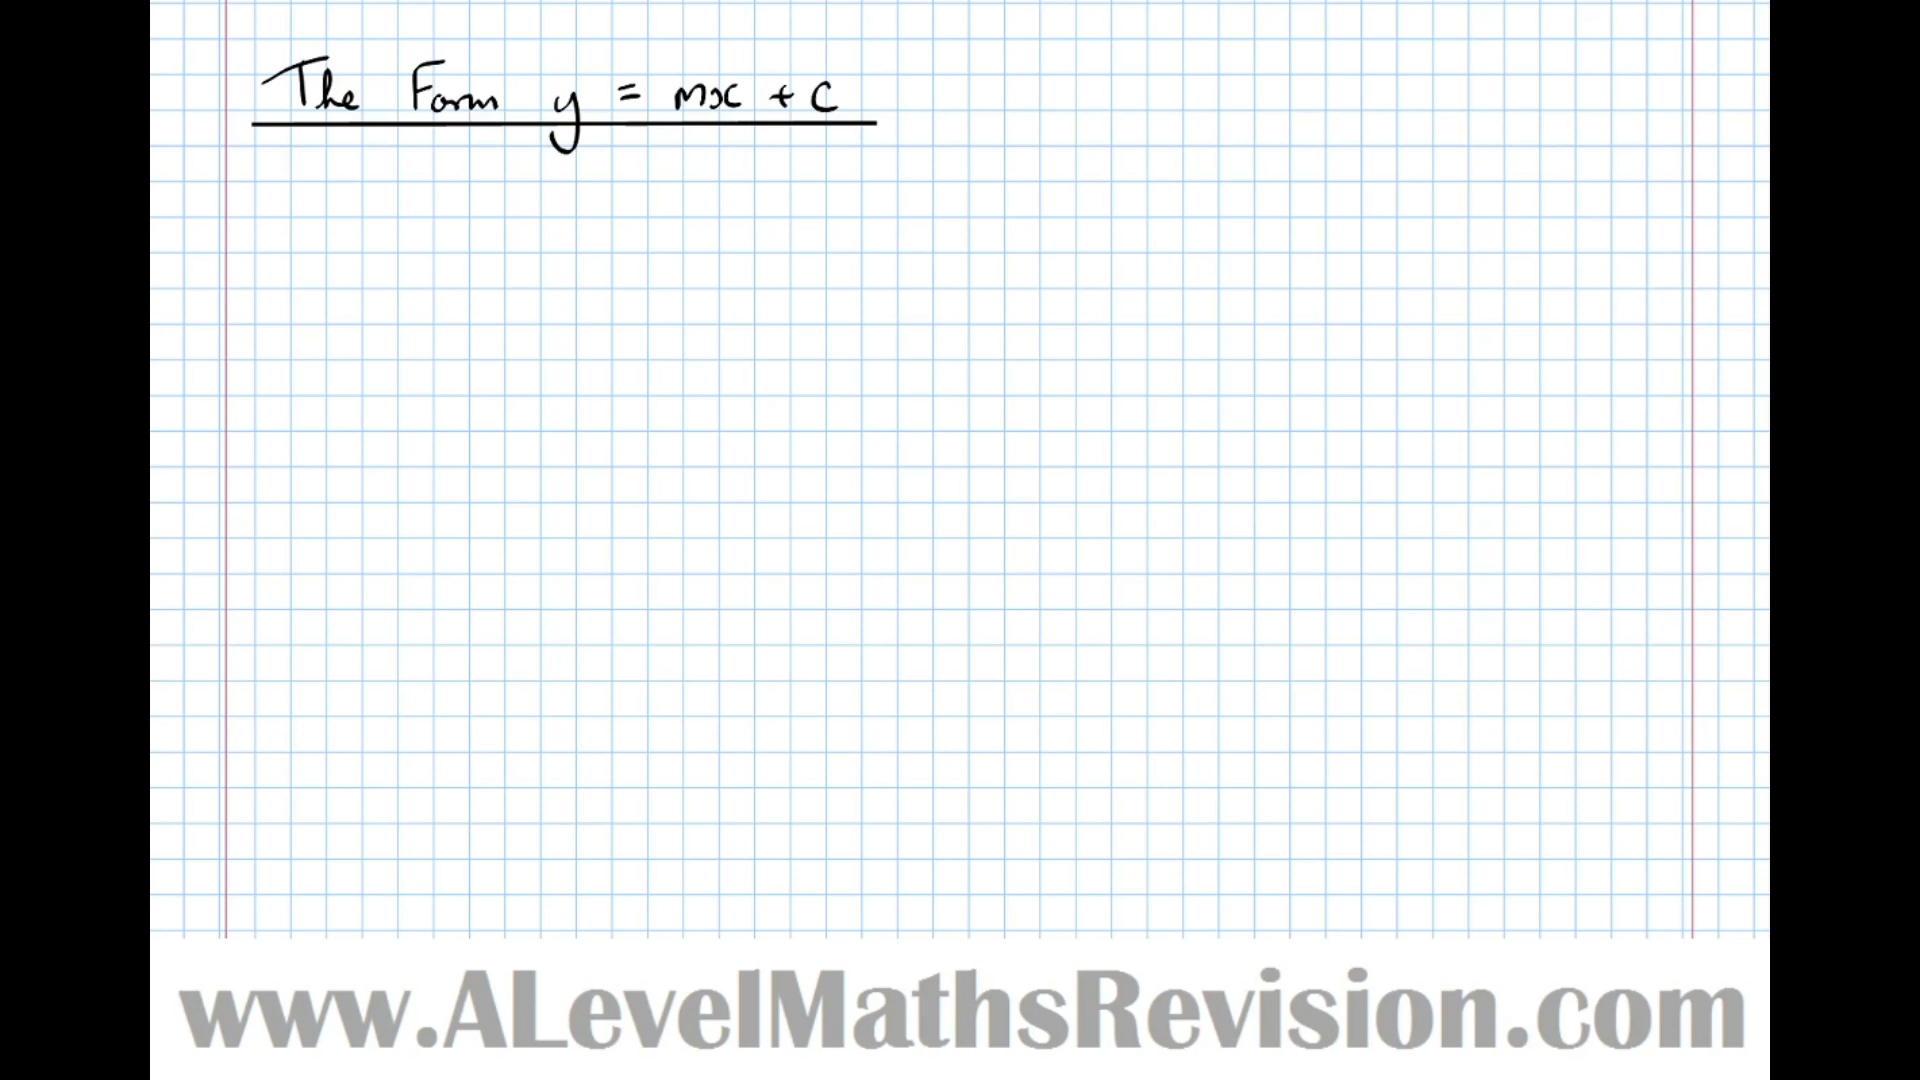 The Form y = mx + c
www.ALevelMathsRevision.com